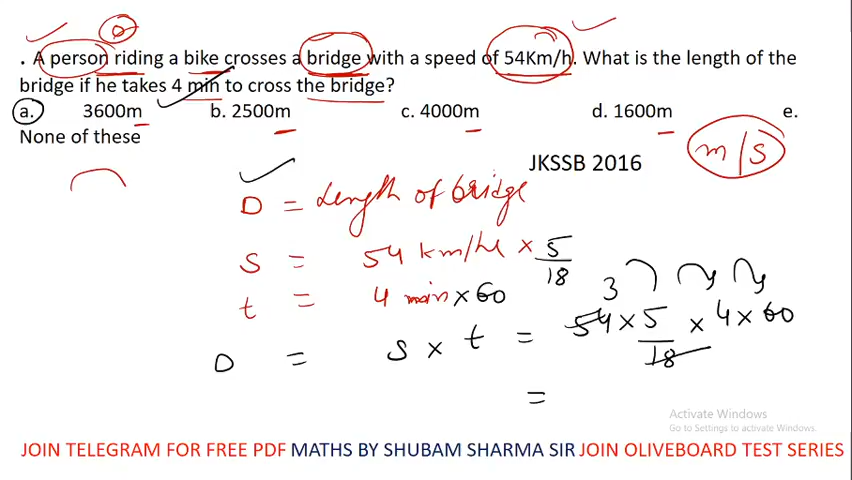 . A person riding a bike crosses a bridge with a speed of 54Km/h. What is the length of the
bridge if he takes 4 min to cross the bridge?
a. 3600m b. 2500m c. 4000m d. 1600m e.
None of these
m/s
JKSSB 2016
D = Length of bridge
S = 54 km/hr × 5/18
t = 4 min × 60
3
D = S × t = 54 × 5/18 × 4 × 60
=
Activate Windows
Go to Settings to activate Windows.
JOIN TELEGRAM FOR FREE PDF MATHS BY SHUBAM SHARMA SIR JOIN OLIVEBOARD TEST SERIES